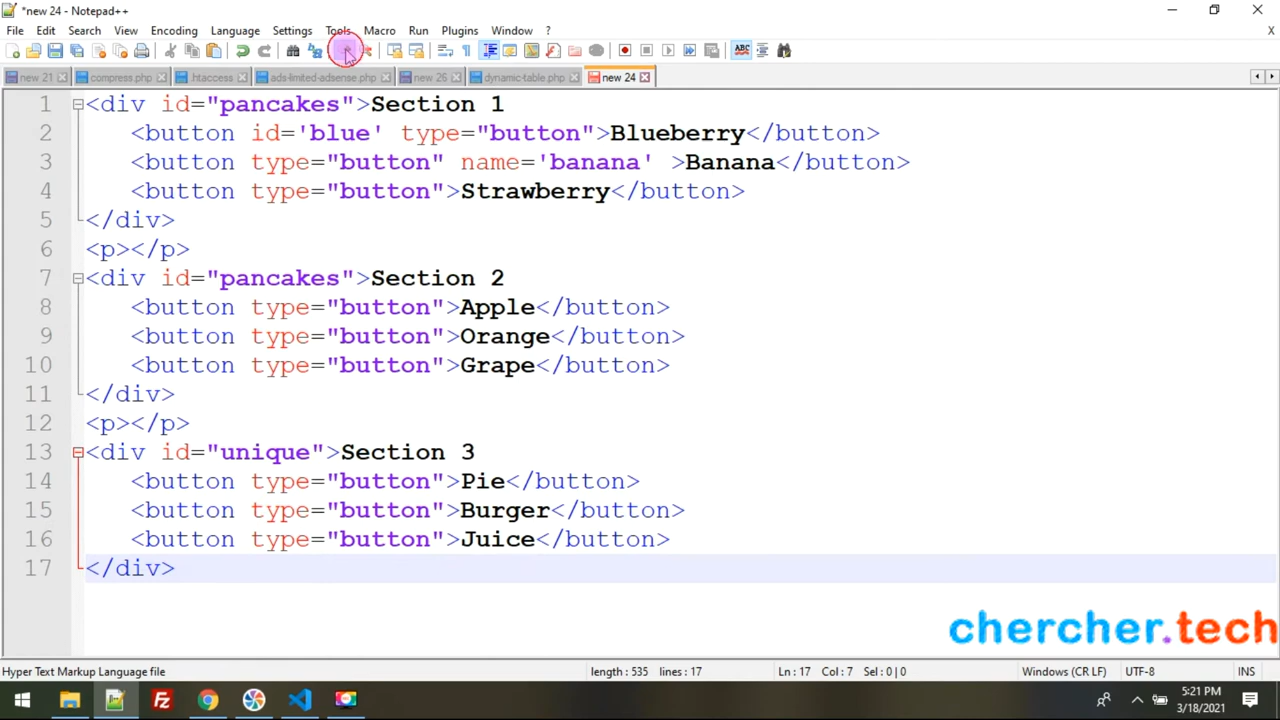 *new 24 - Notepad++
File Edit Search View Encoding Language Settings Tools Macro Run Plugins Window ? X
new 21 compress.php .htaccess ads-limited-adsense.php new 26 dynamic-table.php new 24
1 <div id="pancakes">Section 1
2 <button id='blue' type="button">Blueberry</button>
3 <button type="button" name='banana' >Banana</button>
4 <button type="button">Strawberry</button>
5 </div>
6 <p></p>
7 <div id="pancakes">Section 2
8 <button type="button">Apple</button>
9 <button type="button">Orange</button>
10 <button type="button">Grape</button>
11 </div>
12 <p></p>
13 <div id="unique">Section 3
14 <button type="button">Pie</button>
15 <button type="button">Burger</button>
16 <button type="button">Juice</button>
17 </div>
chercher.tech
Hyper Text Markup Language file length : 535 lines : 17 Ln : 17 Col : 7 Sel : 0 | 0 Windows (CR LF) UTF-8 INS
5:21 PM
3/18/2021